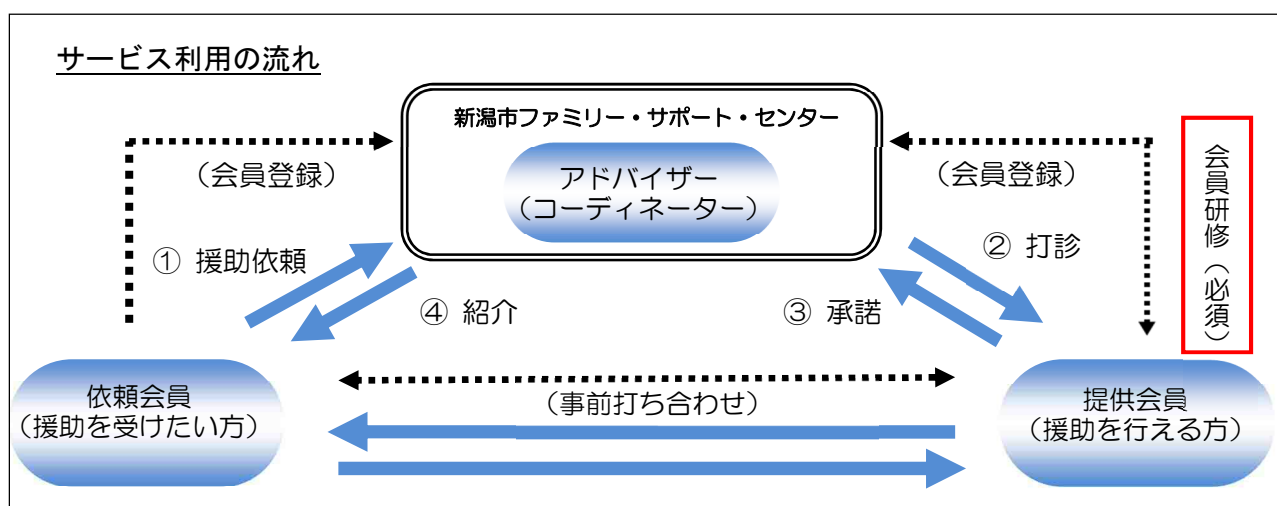 サービス利用の流れ
新潟市ファミリー・サポート・センター
アドバイザー
(コーディネーター)
(会員登録)
(会員登録)
会員研修(必須)
① 援助依頼
② 打診
④ 紹介
③ 承諾
依頼会員
(援助を受けたい方)
(事前打ち合わせ)
提供会員
(援助を行える方)